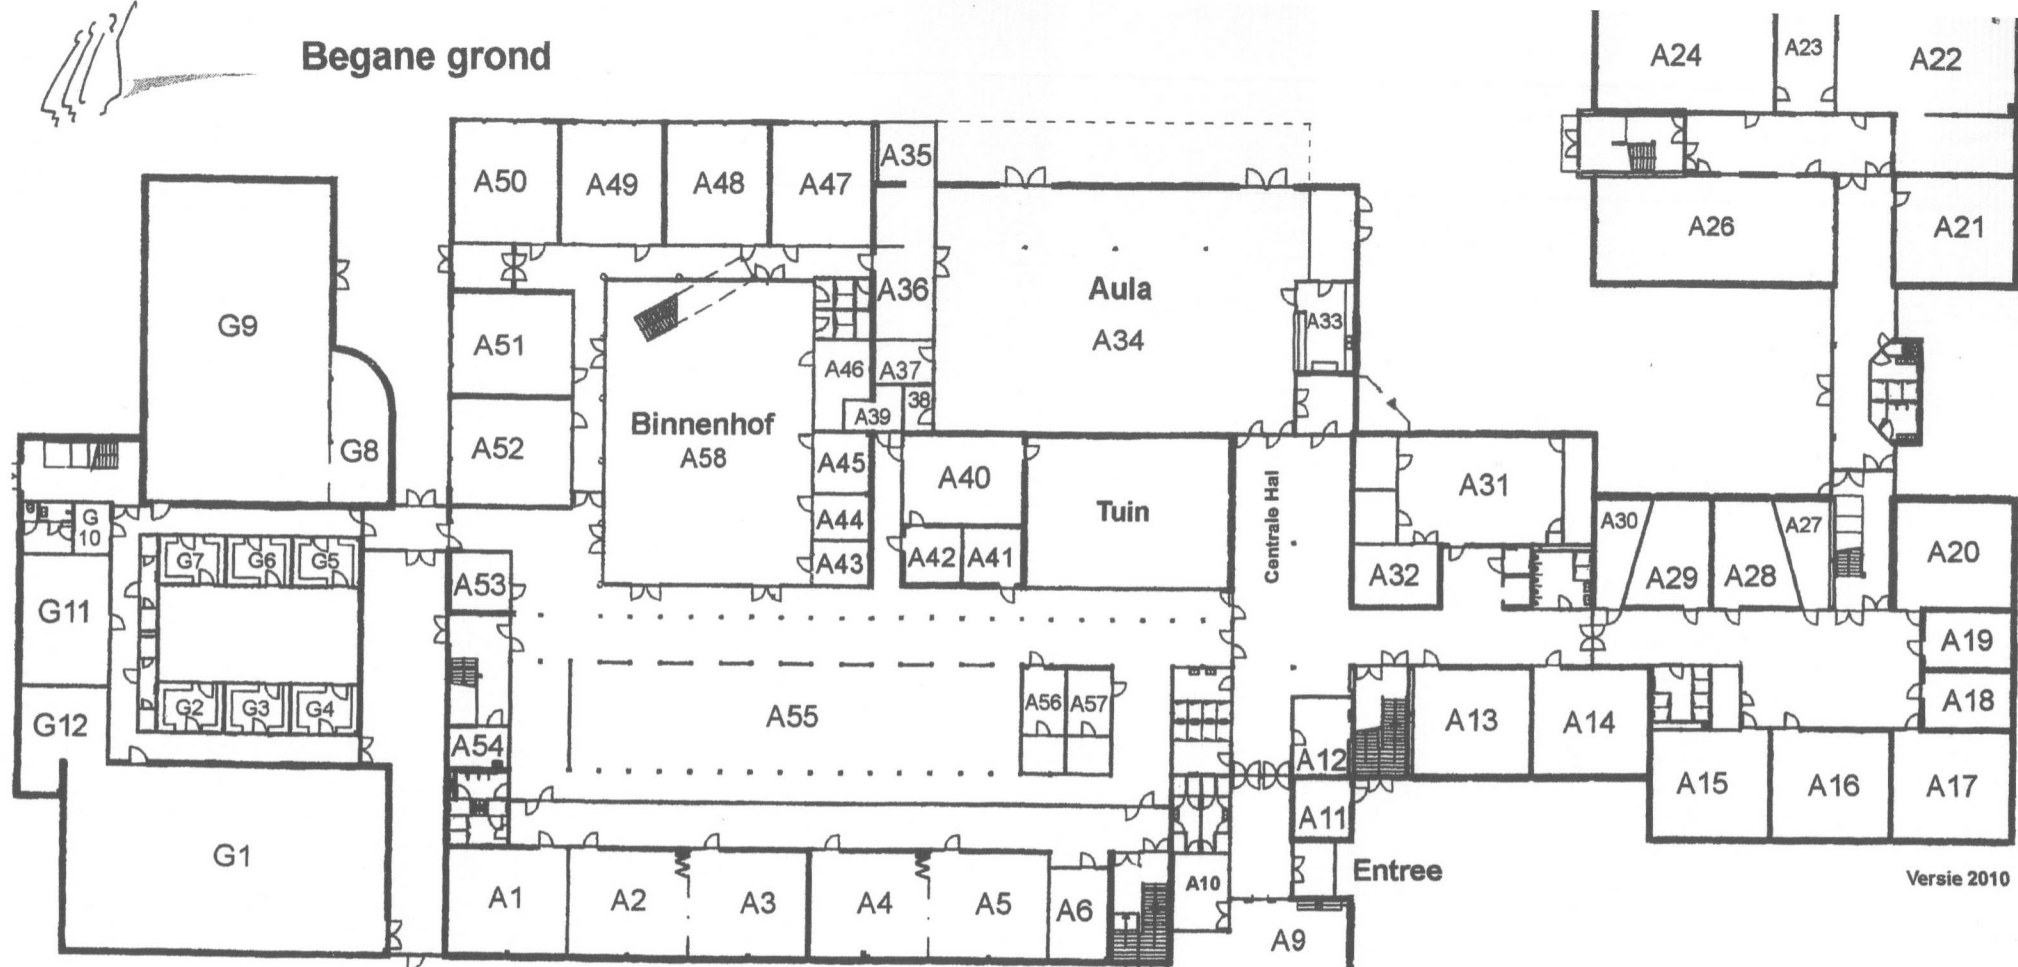 Begane grond
A24
A23
A22
A50
A49
A48
A47
A35
A26
A21
G9
A51
A36
Aula
A34
A33
A46
A37
38
A39
Binnenhof
A58
A52
G8
A45
A40
Tuin
Centrale Hal
A31
A30
A27
A44
A42
A41
A43
A32
A29
A28
A20
G
10
G7
G6
G5
A53
G11
A19
G2
G3
G4
G12
A55
A56
A57
A18
A54
A12
A13
A14
A15
A16
A17
A11
G1
Entree
Versie 2010
A1
A2
A3
A4
A5
A6
A10
A9